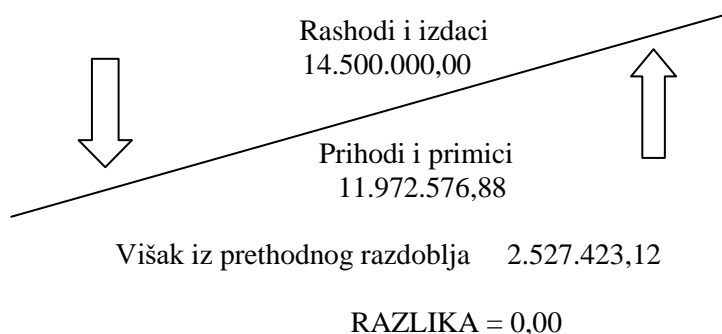 Rashodi i izdaci
14.500.000,00
Prihodi i primici
11.972.576,88
Višak iz prethodnog razdoblja 2.527.423,12
RAZLIKA = 0,00